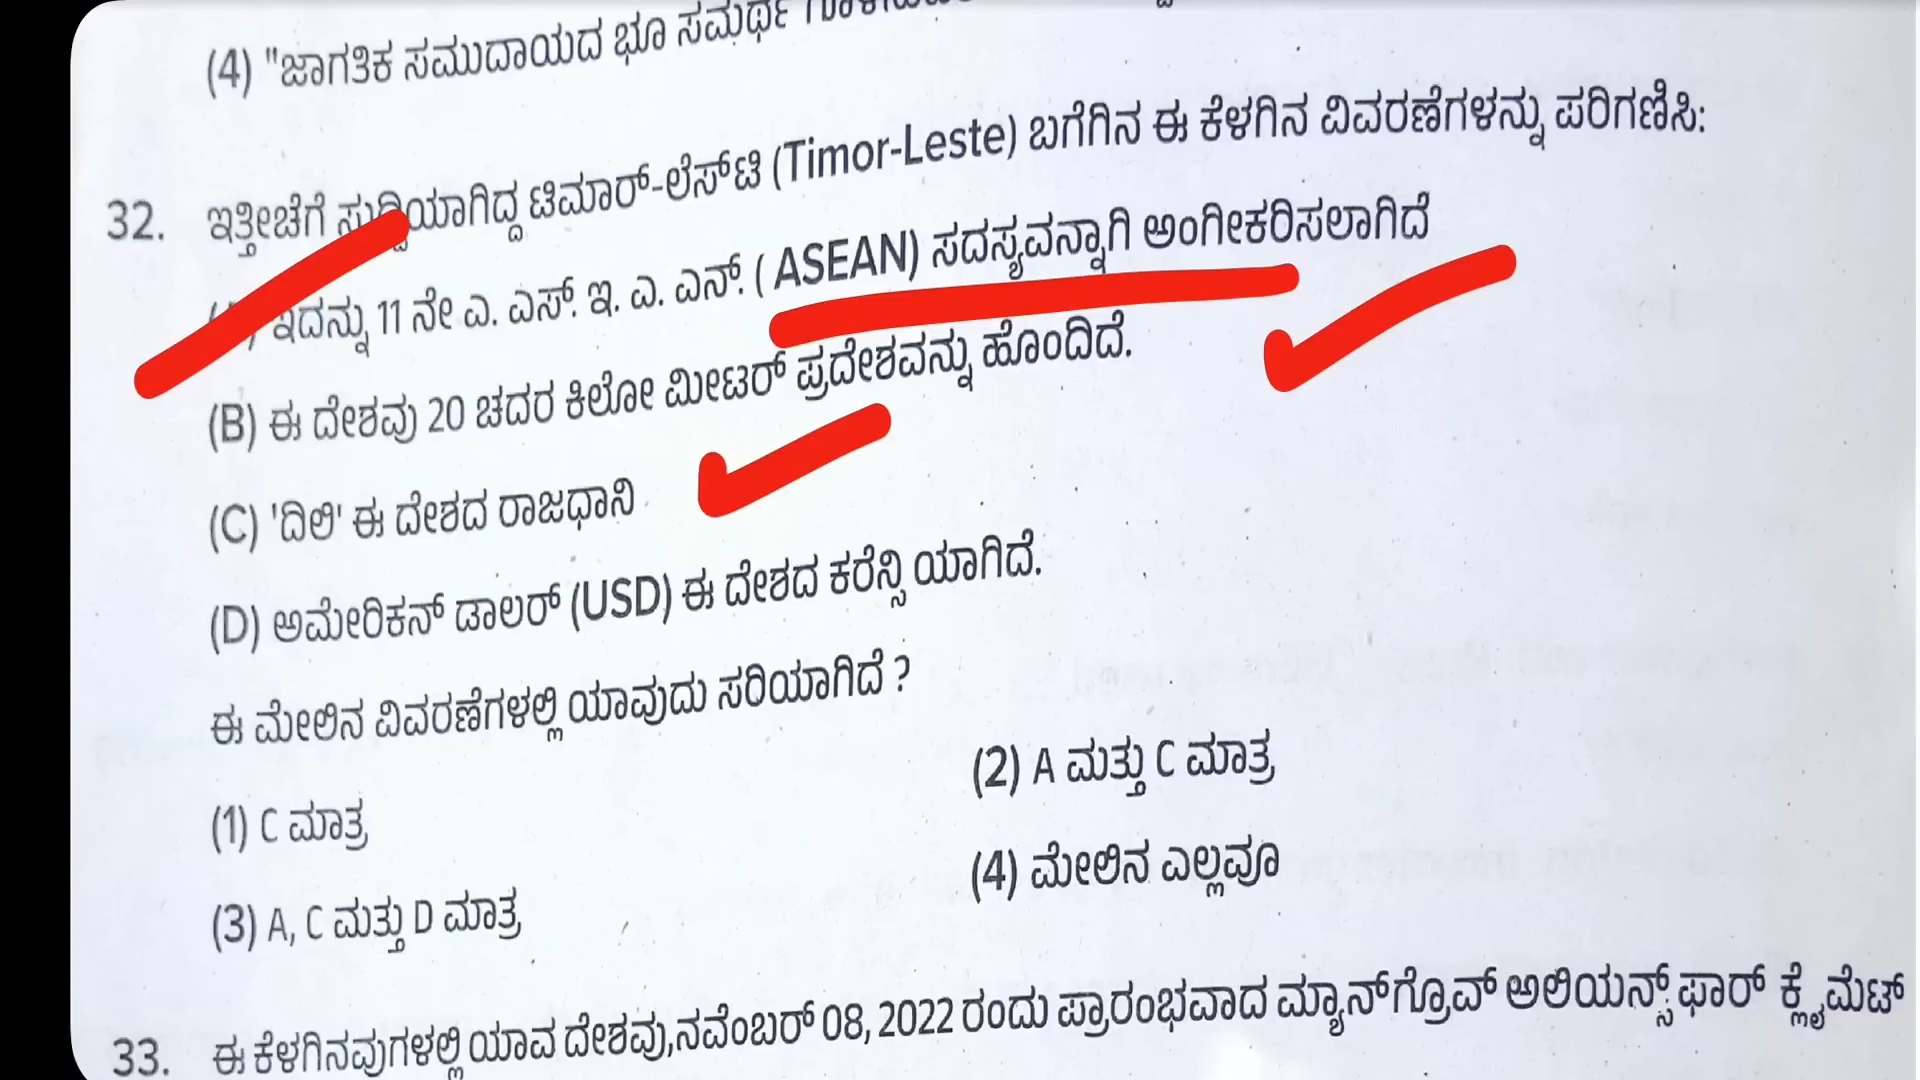 (4) "ಜಾಗತಿಕ ಸಮುದಾಯದ ಭೂ ಸಮರ್ಥ
32. ಇತ್ತೀಚೆಗೆ ಸುದ್ದಿಯಾಗಿದ್ದ ಟಿಮಾರ್-ಲೆಸ್‌ಟಿ (Timor-Leste) ಬಗೆಗಿನ ಈ ಕೆಳಗಿನ ವಿವರಣೆಗಳನ್ನು ಪರಿಗಣಿಸಿ:
ಇದನ್ನು 11 ನೇ ಎ. ಎಸ್. ಇ. ಎ. ಎನ್. ( ASEAN) ಸದಸ್ಯವನ್ನಾಗಿ ಅಂಗೀಕರಿಸಲಾಗಿದೆ
(B) ಈ ದೇಶವು 20 ಚದರ ಕಿಲೋ ಮೀಟರ್ ಪ್ರದೇಶವನ್ನು ಹೊಂದಿದೆ.
(C) 'ದಿಲಿ' ಈ ದೇಶದ ರಾಜಧಾನಿ
(D) ಅಮೇರಿಕನ್ ಡಾಲರ್ (USD) ಈ ದೇಶದ ಕರೆನ್ಸಿ ಯಾಗಿದೆ.
ಈ ಮೇಲಿನ ವಿವರಣೆಗಳಲ್ಲಿ ಯಾವುದು ಸರಿಯಾಗಿದೆ ?
(1) C ಮಾತ್ರ (2) A ಮತ್ತು C ಮಾತ್ರ
(3) A, C ಮತ್ತು D ಮಾತ್ರ (4) ಮೇಲಿನ ಎಲ್ಲವೂ
33. ಈ ಕೆಳಗಿನವುಗಳಲ್ಲಿ ಯಾವ ದೇಶವು,ನವೆಂಬರ್ 08, 2022 ರಂದು ಪ್ರಾರಂಭವಾದ ಮ್ಯಾನ್‌ಗ್ರೊವ್ ಅಲಿಯನ್ಸ್ ಫಾರ್ ಕ್ಲೈಮೆಟ್